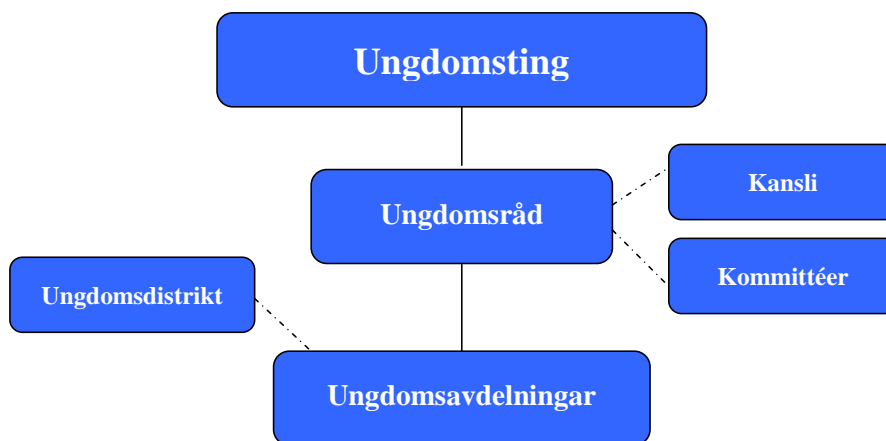 Ungdomsting
Kansli
Ungdomsråd
Kommittéer
Ungdomsdistrikt
Ungdomsavdelningar